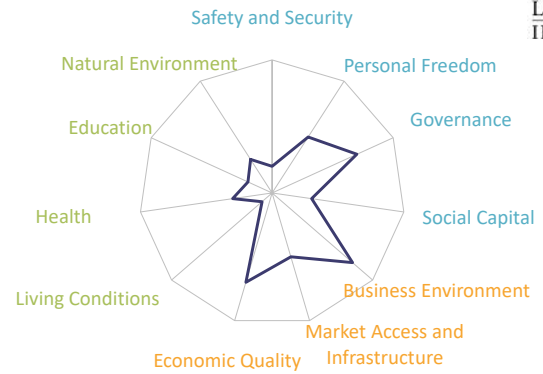 Safety and Security
Natural Environment
Personal Freedom
Education
Governance
Health
Social Capital
Living Conditions
Business Environment
Market Access and
Infrastructure
Economic Quality